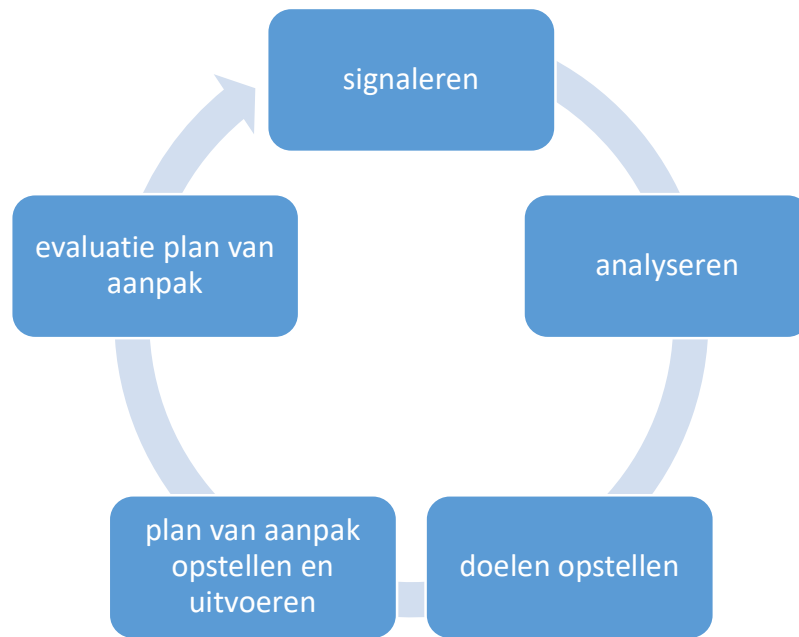 signaleren
analyseren
doelen opstellen
plan van aanpak
opstellen en
uitvoeren
evaluatie plan van
aanpak